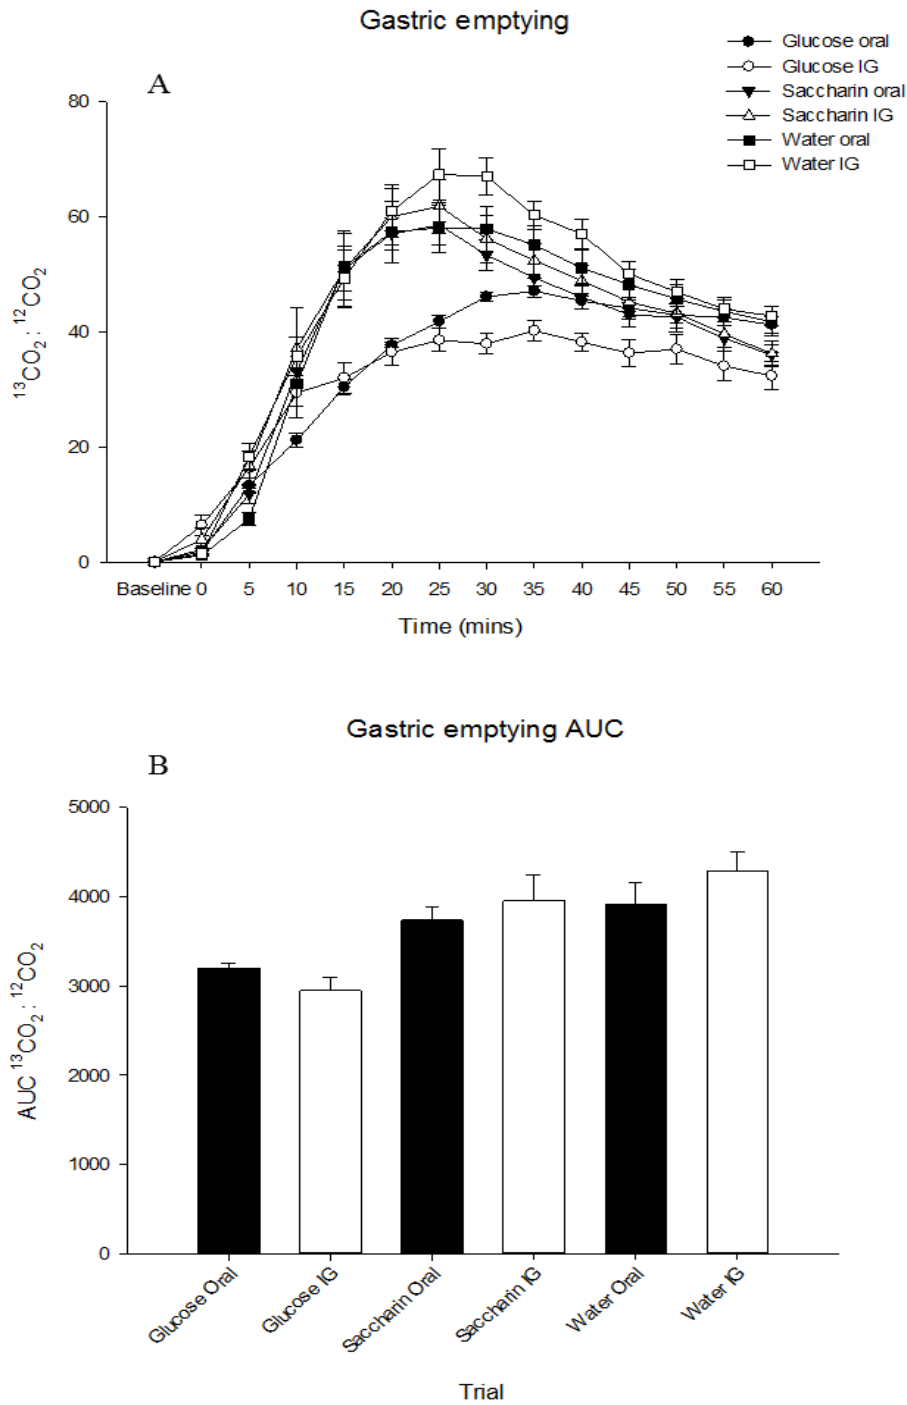 Gastric emptying
Glucose oral
Glucose IG
Saccharin oral
Saccharin IG
Water oral
Water IG
A
80
60
40
20
0
¹³CO₂ : ¹²CO₂
Baseline 0 5 10 15 20 25 30 35 40 45 50 55 60
Time (mins)
Gastric emptying AUC
B
5000
4000
3000
2000
1000
0
AUC ¹³CO₂ : ¹²CO₂
Glucose Oral
Glucose IG
Saccharin Oral
Saccharin IG
Water Oral
Water IG
Trial